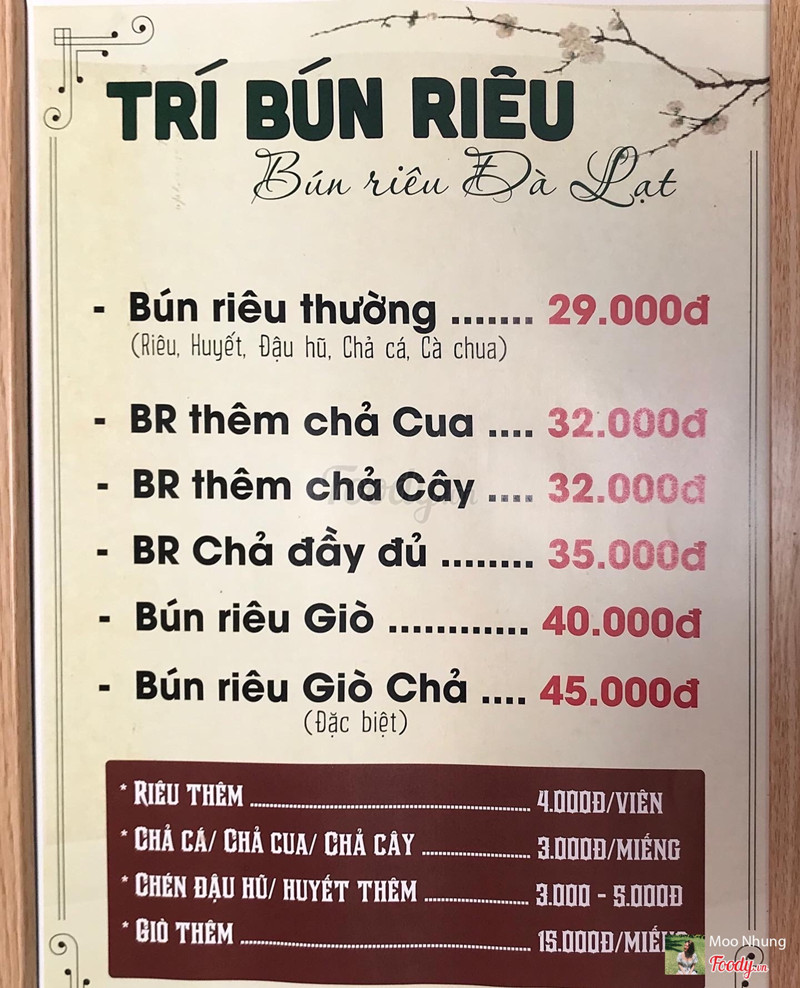 TRÍ BÚN RIÊU
Bún riêu Đà Lạt
- Bún riêu thường ....... 29.000đ
(Riêu, Huyết, Đậu hũ, Chả cá, Cà chua)
- BR thêm chả Cua .... 32.000đ
- BR thêm chả Cây .... 32.000đ
- BR Chả đầy đủ ........ 35.000đ
- Bún riêu Giò ............ 40.000đ
- Bún riêu Giò Chả .... 45.000đ
(Đặc biệt)
* RIÊU THÊM ........ 4.000Đ/VIÊN
* CHẢ CÁ/ CHẢ CUA/ CHẢ CÂY ........ 3.000Đ/MIẾNG
* CHÉN ĐẬU HŨ/ HUYẾT THÊM ........ 3.000 - 5.000Đ
* GIÒ THÊM ........ 15.000Đ/MIẾNG
Moo Nhung
Foody.vn